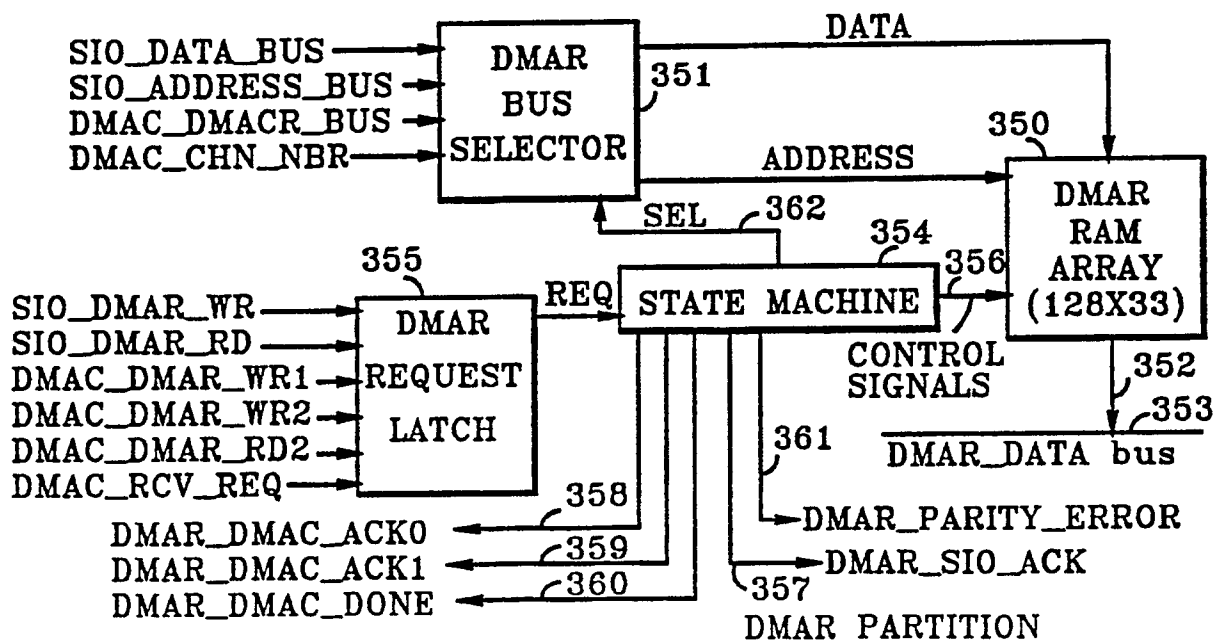 SIO_DATA_BUS
SIO_ADDRESS_BUS
DMAC_DMACR_BUS
DMAC_CHN_NBR
DMAR
BUS
SELECTOR
351
DATA
ADDRESS
350
DMAR
RAM
ARRAY
(128X33)
SEL
362
354
STATE MACHINE
356
CONTROL
SIGNALS
352
353
DMAR_DATA bus
355
REQ
SIO_DMAR_WR
SIO_DMAR_RD
DMAC_DMAR_WR1
DMAC_DMAR_WR2
DMAC_DMAR_RD2
DMAC_RCV_REQ
DMAR
REQUEST
LATCH
358
DMAR_DMAC_ACK0
359
DMAR_DMAC_ACK1
360
DMAR_DMAC_DONE
361
DMAR_PARITY_ERROR
DMAR_SIO_ACK
357
DMAR PARTITION